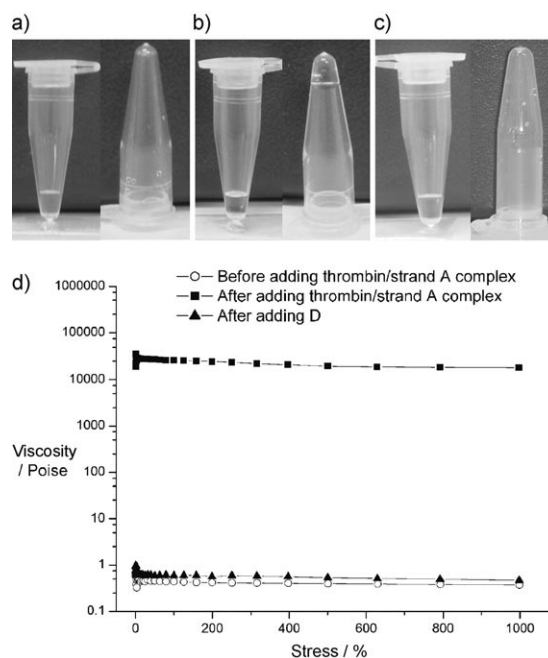 a)
b)
c)
d)
Before adding thrombin/strand A complex
After adding thrombin/strand A complex
After adding D
1000000
100000
10000
1000
100
10
1
0.1
Viscosity
/ Poise
0
200
400
600
800
1000
Stress / %